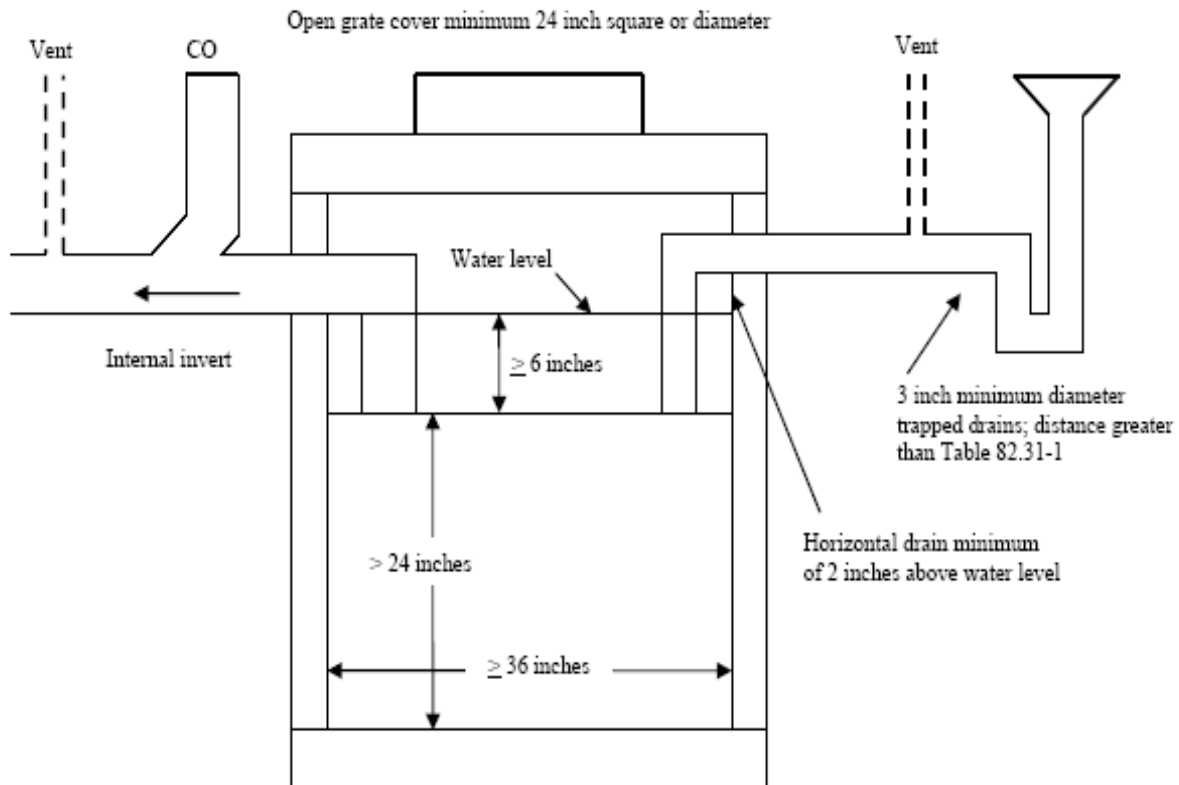 Open grate cover minimum 24 inch square or diameter
Vent
CO
Vent
Water level
Internal invert
≥ 6 inches
3 inch minimum diameter
trapped drains; distance greater
than Table 82.31-1
> 24 inches
Horizontal drain minimum
of 2 inches above water level
≥ 36 inches